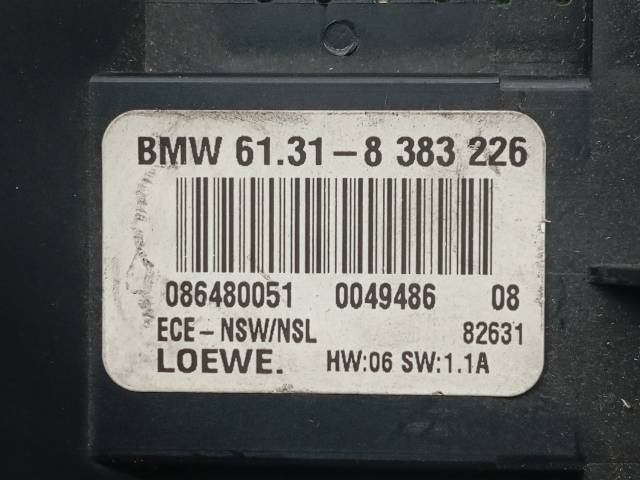 BMW 61.31-8 383 226
086480051 0049486 08
ECE-NSW/NSL 82631
LOEWE. HW:06 SW:1.1A